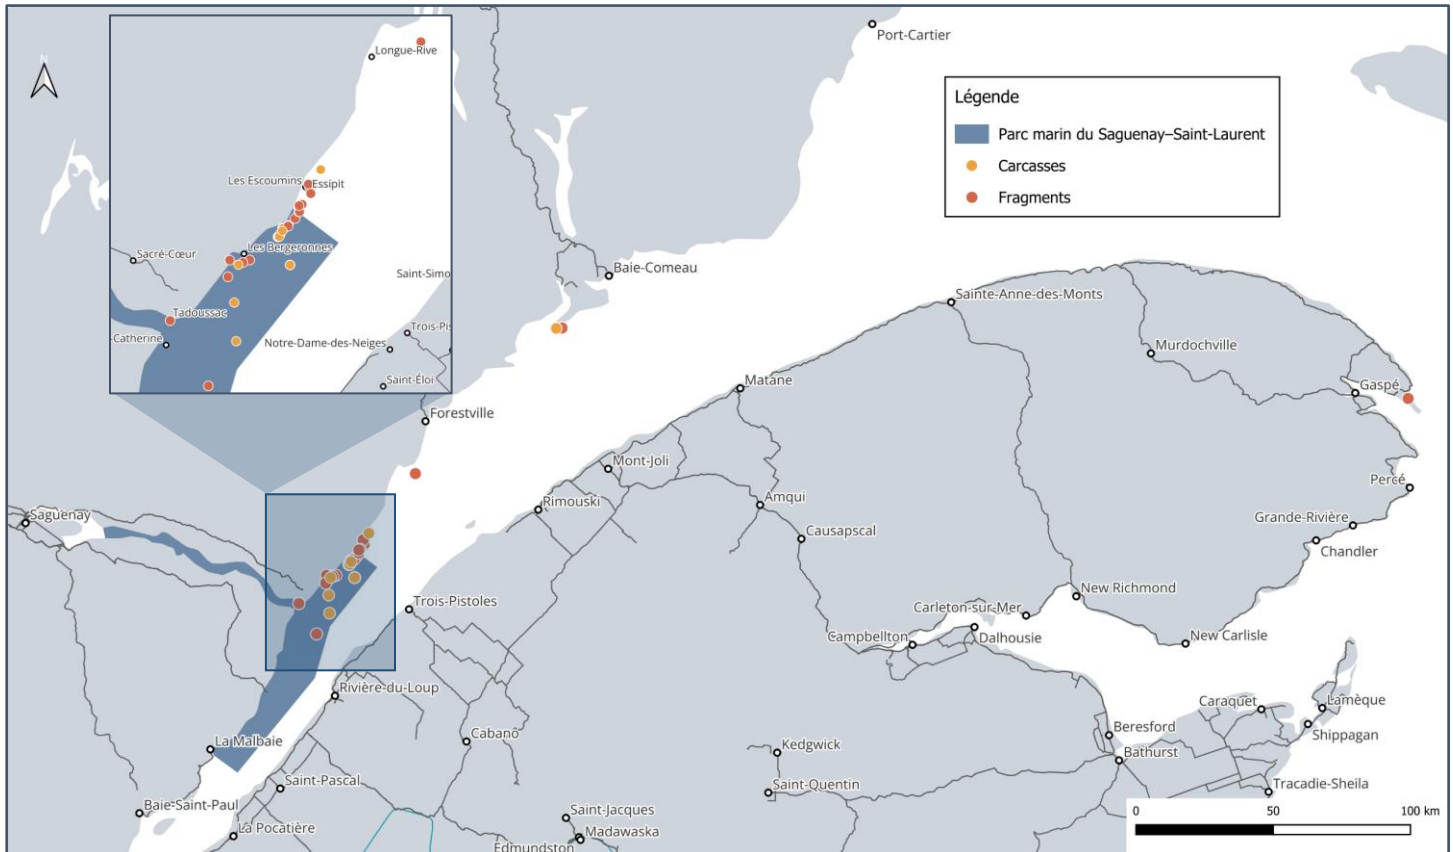 Longue-Rive
Les Escoumins
Essipit
Les Bergeronnes
Sacré-Cœur
Saint-Simo
Tadoussac
-Catherine
Trois-Pis
Notre-Dame-des-Neiges
Saint-Éloi
N
Port-Cartier
Légende
Parc marin du Saguenay–Saint-Laurent
Carcasses
Fragments
Baie-Comeau
Sainte-Anne-des-Monts
Murdochville
Gaspé
Matane
Forestville
Mont-Joli
Percé
Rimouski
Amqui
Saguenay
Grande-Rivière
Causapscal
Chandler
New Richmond
Trois-Pistoles
Carleton-sur-Mer
Campbellton
Dalhousie
New Carlisle
Rivière-du-Loup
Caraquet
Lamèque
La Malbaie
Cabano
Beresford
Shippagan
Kedgwick
Bathurst
Saint-Pascal
Saint-Quentin
Tracadie-Sheila
Baie-Saint-Paul
Saint-Jacques
La Pocatière
Madawaska
Edmundston
0 50 100 km